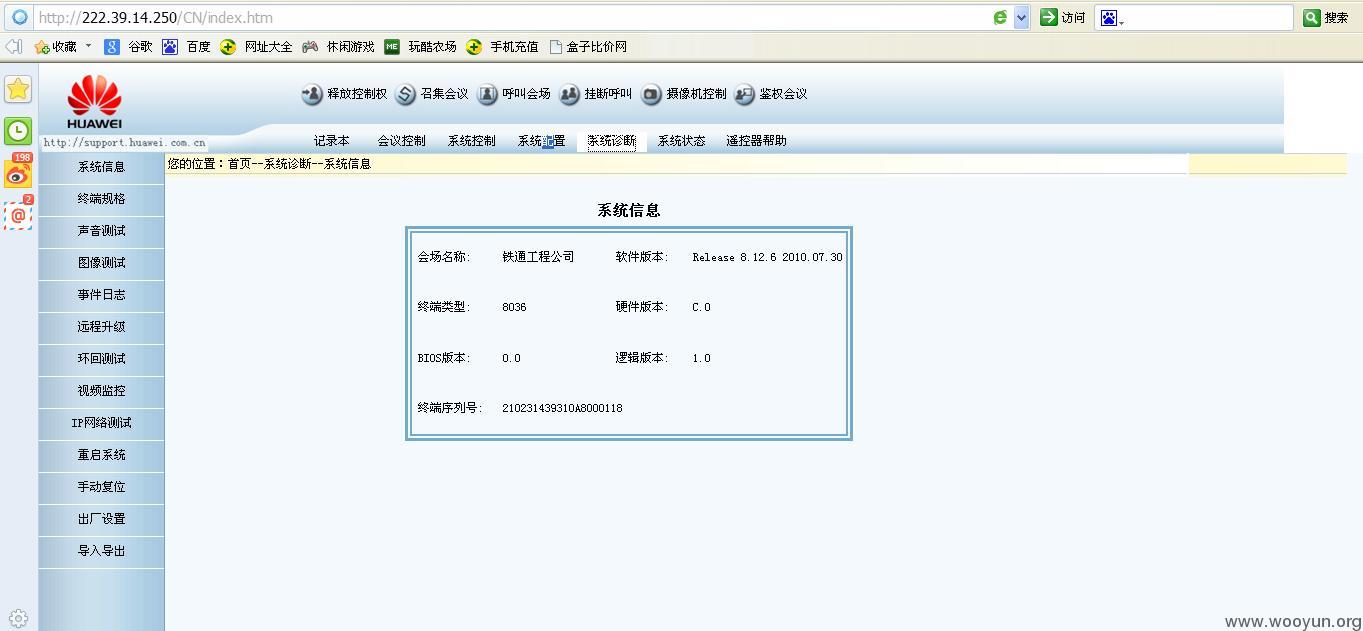 http://222.39.14.250/CN/index.htm 访问 搜索
收藏 谷歌 百度 网址大全 休闲游戏 ME 玩酷农场 手机充值 盒子比价网
198
2
HUAWEI
http://support.huawei.com.cn
释放控制权 召集会议 呼叫会场 挂断呼叫 摄像机控制 鉴权会议
记录本 会议控制 系统控制 系统配置 系统诊断 系统状态 遥控器帮助
您的位置：首页--系统诊断--系统信息
系统信息
终端规格
声音测试
图像测试
事件日志
远程升级
环回测试
视频监控
IP网络测试
重启系统
手动复位
出厂设置
导入导出
系统信息
会场名称: 铁通工程公司 软件版本: Release 8.12.6 2010.07.30
终端类型: 8036 硬件版本: C.0
BIOS版本: 0.0 逻辑版本: 1.0
终端序列号: 210231439310A8000118
www.wooyun.org